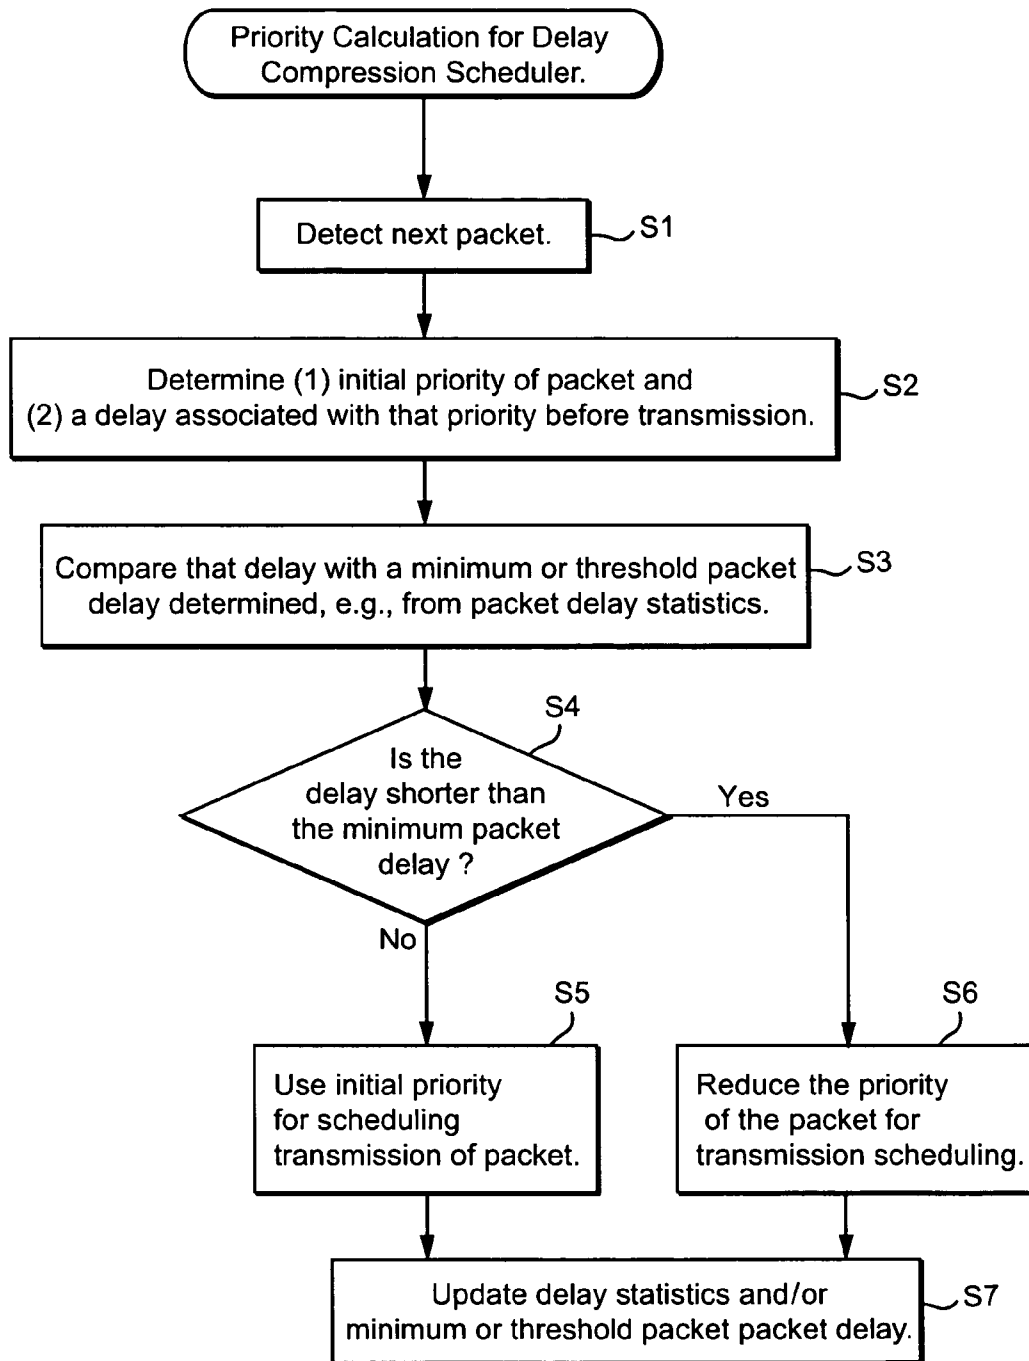 Priority Calculation for Delay
Compression Scheduler.
Detect next packet.
S1
Determine (1) initial priority of packet and
(2) a delay associated with that priority before transmission.
S2
Compare that delay with a minimum or threshold packet
delay determined, e.g., from packet delay statistics.
S3
S4
Is the
delay shorter than
the minimum packet
delay ?
Yes
No
S5
Use initial priority
for scheduling
transmission of packet.
S6
Reduce the priority
of the packet for
transmission scheduling.
Update delay statistics and/or
minimum or threshold packet packet delay.
S7